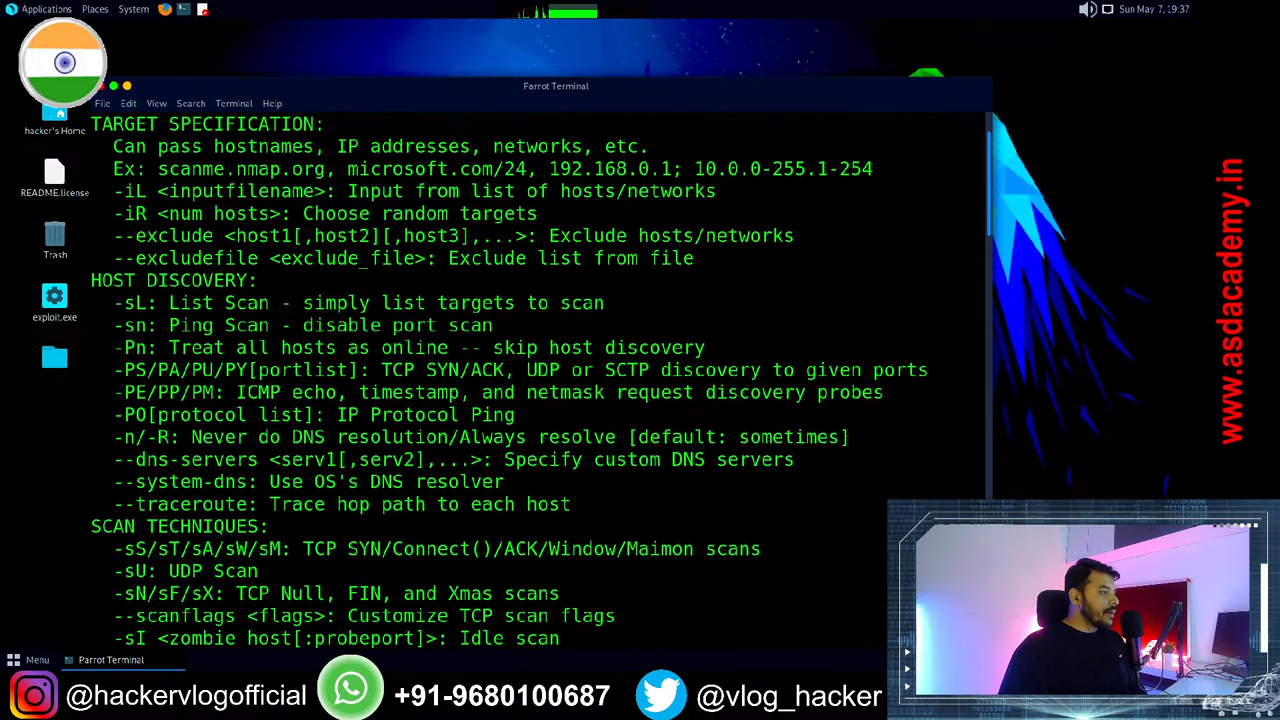 Applications Places System
Sun May 7, 19:37
Parrot Terminal
File Edit View Search Terminal Help
hacker's Home
README.license
Trash
exploit.exe
TARGET SPECIFICATION:
Can pass hostnames, IP addresses, networks, etc.
Ex: scanme.nmap.org, microsoft.com/24, 192.168.0.1; 10.0.0-255.1-254
-iL <inputfilename>: Input from list of hosts/networks
-iR <num hosts>: Choose random targets
--exclude <host1[,host2][,host3],...>: Exclude hosts/networks
--excludefile <exclude_file>: Exclude list from file
HOST DISCOVERY:
-sL: List Scan - simply list targets to scan
-sn: Ping Scan - disable port scan
-Pn: Treat all hosts as online -- skip host discovery
-PS/PA/PU/PY[portlist]: TCP SYN/ACK, UDP or SCTP discovery to given ports
-PE/PP/PM: ICMP echo, timestamp, and netmask request discovery probes
-PO[protocol list]: IP Protocol Ping
-n/-R: Never do DNS resolution/Always resolve [default: sometimes]
--dns-servers <serv1[,serv2],...>: Specify custom DNS servers
--system-dns: Use OS's DNS resolver
--traceroute: Trace hop path to each host
SCAN TECHNIQUES:
-sS/sT/sA/sW/sM: TCP SYN/Connect()/ACK/Window/Maimon scans
-sU: UDP Scan
-sN/sF/sX: TCP Null, FIN, and Xmas scans
--scanflags <flags>: Customize TCP scan flags
-sI <zombie host[:probeport]>: Idle scan
www.asdacademy.in
Menu Parrot Terminal
@hackervlogofficial +91-9680100687 @vlog_hacker